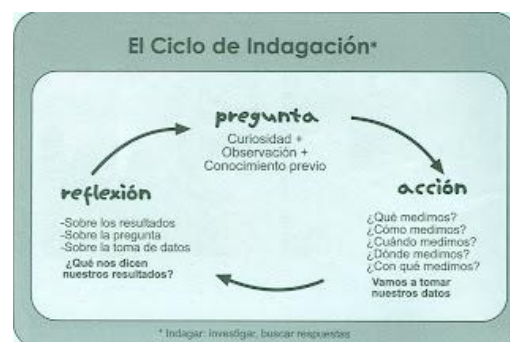 El Ciclo de Indagación*
pregunta
Curiosidad +
Observación +
Conocimiento previo
acción
¿Qué medimos?
¿Cómo medimos?
¿Cuándo medimos?
¿Dónde medimos?
¿Con qué medimos?
Vamos a tomar
nuestros datos
reflexión
-Sobre los resultados
-Sobre la pregunta
-Sobre la toma de datos
¿Qué nos dicen
nuestros resultados?
* Indagar: investigar, buscar respuestas